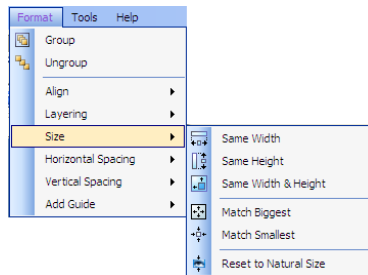 Format Tools Help
Group
Ungroup
Align
Layering
Size
Horizontal Spacing
Vertical Spacing
Add Guide
Same Width
Same Height
Same Width & Height
Match Biggest
Match Smallest
Reset to Natural Size